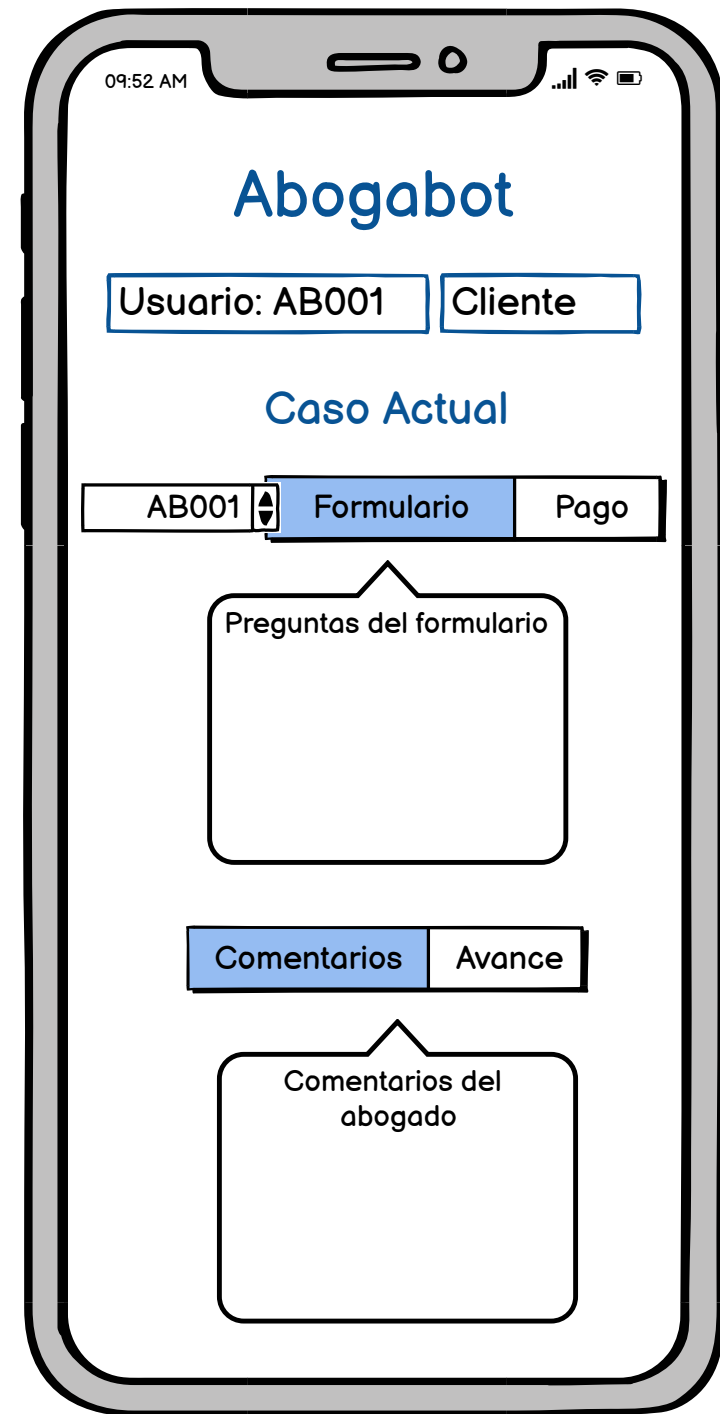 09:52 AM
Abogabot
Usuario: AB001 Cliente
Caso Actual
AB001 Formulario Pago
Preguntas del formulario
Comentarios Avance
Comentarios del
abogado